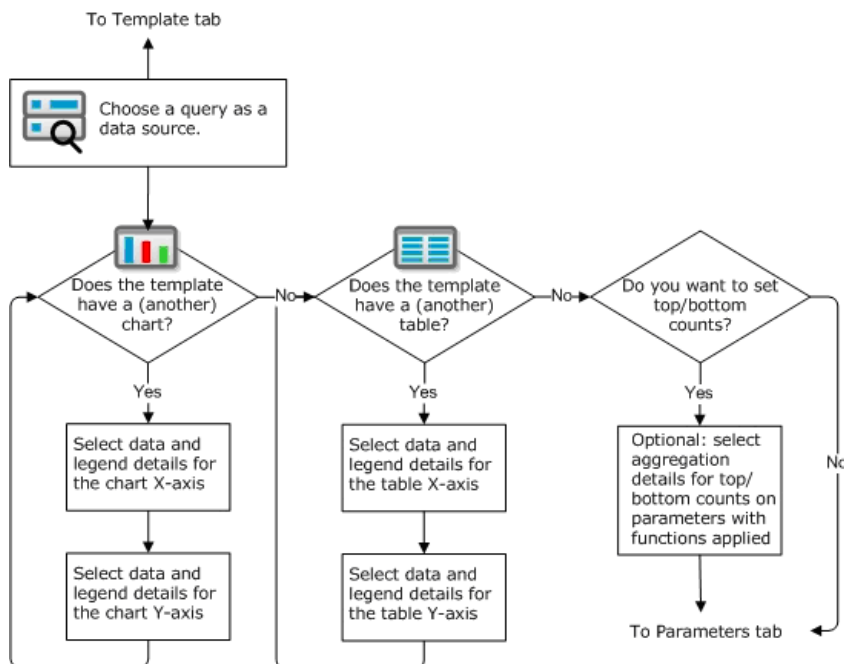 To Template tab
Choose a query as a
data source.
Does the template
have a (another)
chart?
No
Does the template
have a (another)
table?
No
Do you want to set
top/bottom
counts?
Yes
Yes
Yes
Select data and
legend details for
the chart X-axis
Select data and
legend details for
the table X-axis
Optional: select
aggregation
details for top/
bottom counts on
parameters with
functions applied
No
Select data and
legend details for
the chart Y-axis
Select data and
legend details for
the table Y-axis
To Parameters tab